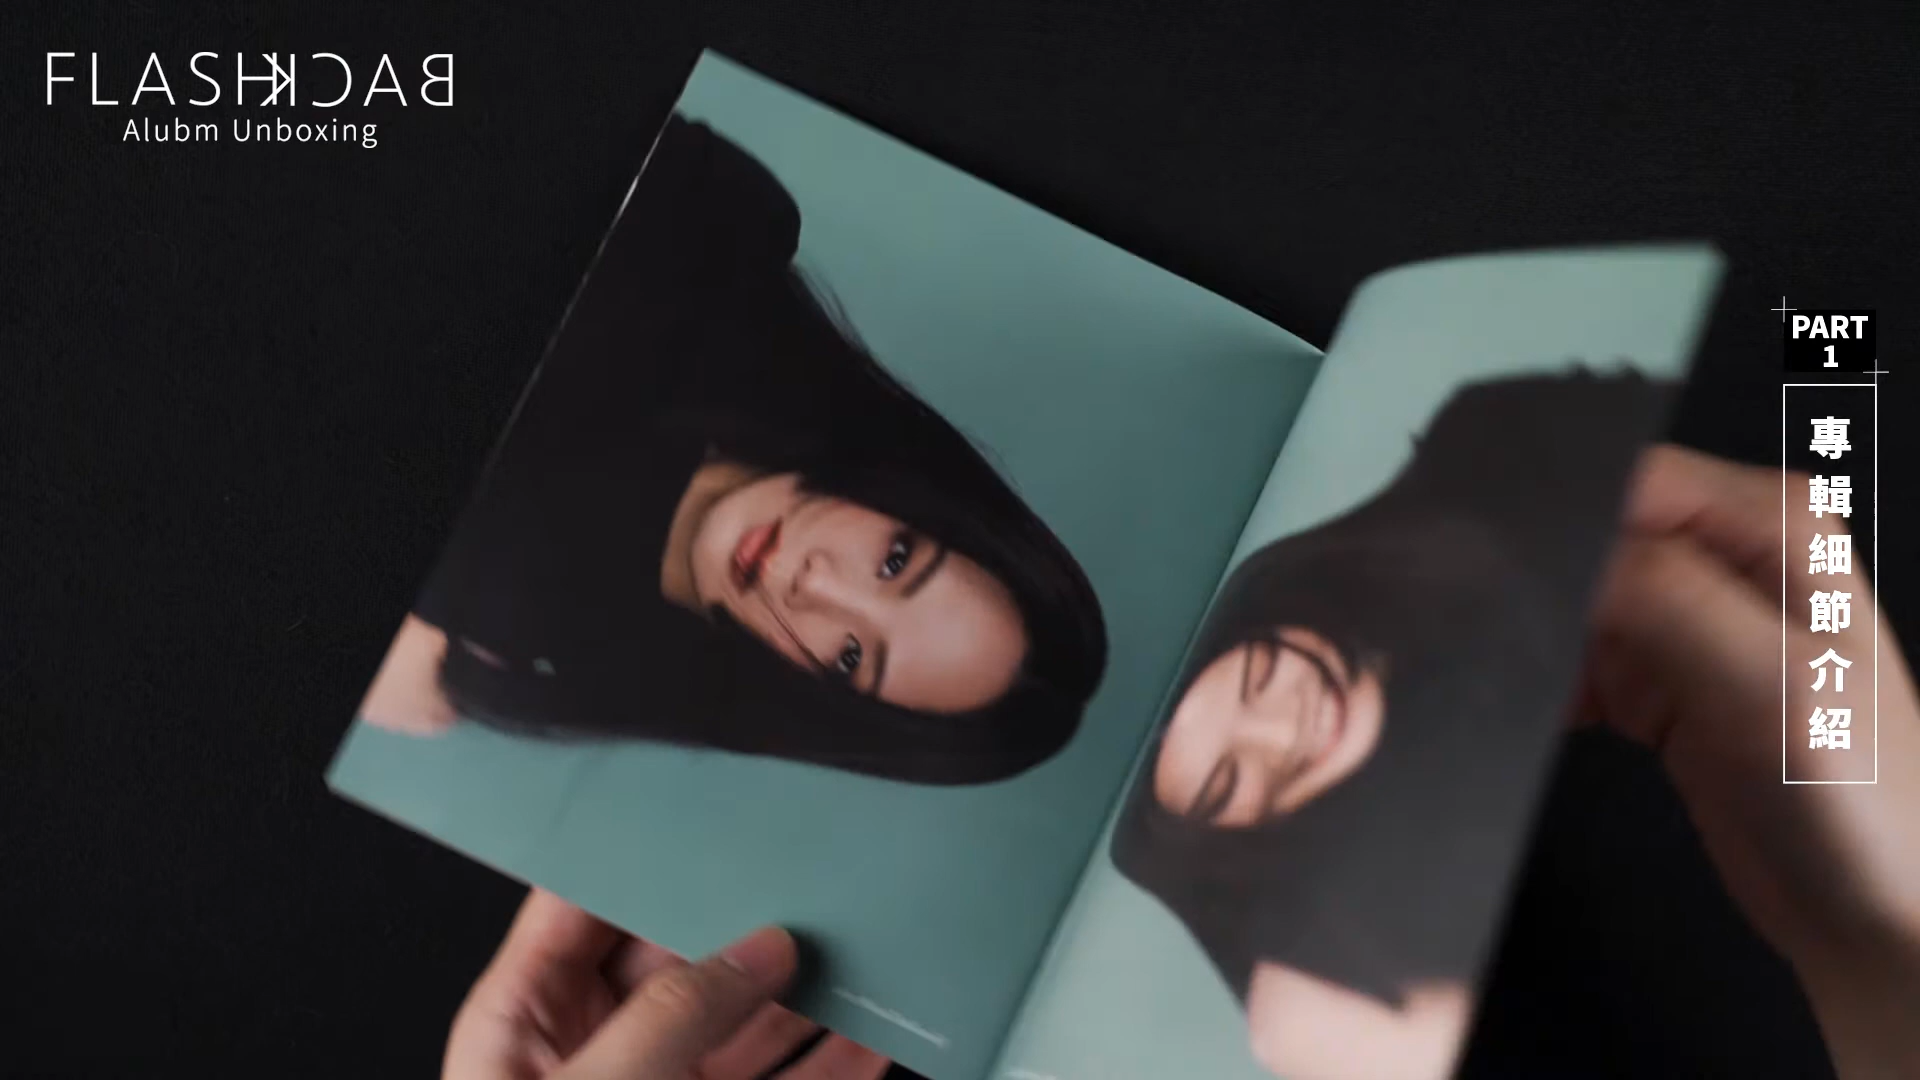 FLASHBACK
Alubm Unboxing
PART
1
專輯細節介紹